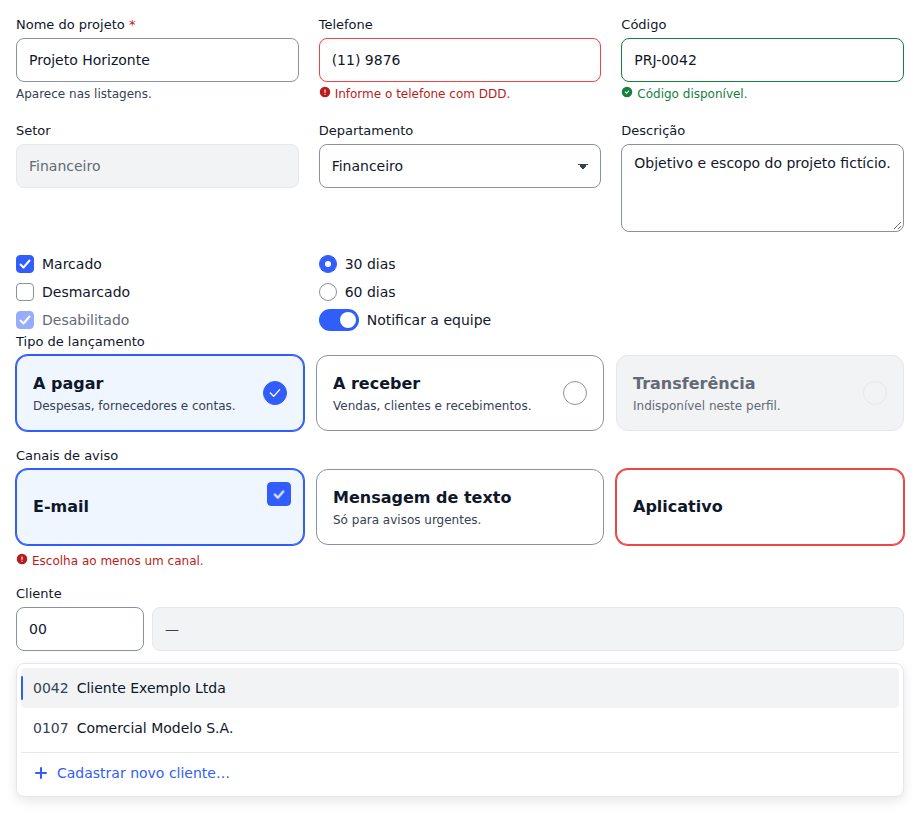 Nome do projeto *
Telefone
Código
Projeto Horizonte
(11) 9876
PRJ-0042
Aparece nas listagens.
Informe o telefone com DDD.
Código disponível.
Setor
Departamento
Descrição
Financeiro
Financeiro
Objetivo e escopo do projeto fictício.
Marcado
30 dias
Desmarcado
60 dias
Desabilitado
Notificar a equipe
Tipo de lançamento
A pagar
Despesas, fornecedores e contas.
A receber
Vendas, clientes e recebimentos.
Transferência
Indisponível neste perfil.
Canais de aviso
E-mail
Mensagem de texto
Só para avisos urgentes.
Aplicativo
Escolha ao menos um canal.
Cliente
00
—
0042 Cliente Exemplo Ltda
0107 Comercial Modelo S.A.
+ Cadastrar novo cliente…